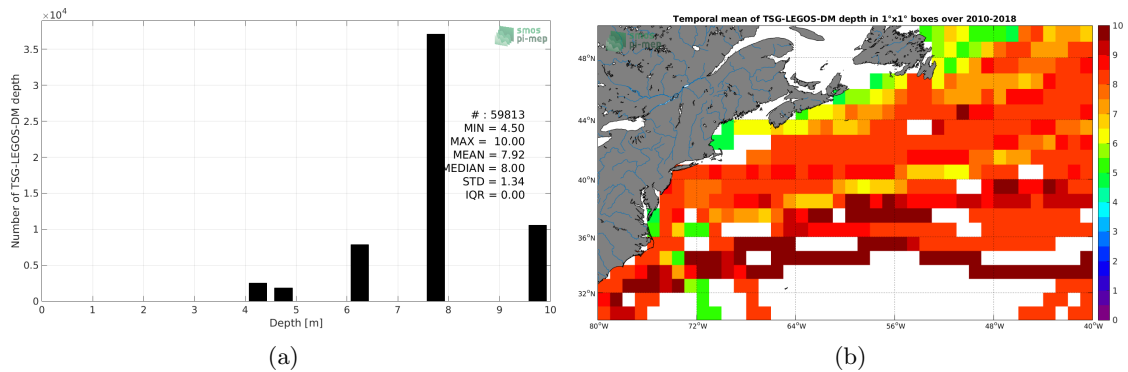 ×10⁴
3.5
3
2.5
2
1.5
1
0.5
0
Number of TSG-LEGOS-DM depth
smos
pi-mep
# : 59813
MIN = 4.50
MAX = 10.00
MEAN = 7.92
MEDIAN = 8.00
STD = 1.34
IQR = 0.00
0 1 2 3 4 5 6 7 8 9 10
Depth [m]
(a)
Temporal mean of TSG-LEGOS-DM depth in 1°x1° boxes over 2010-2018
smos
pi-mep
48°N
44°N
40°N
36°N
32°N
80°W 72°W 64°W 56°W 48°W 40°W
10
9
8
7
6
5
4
3
2
1
0
(b)